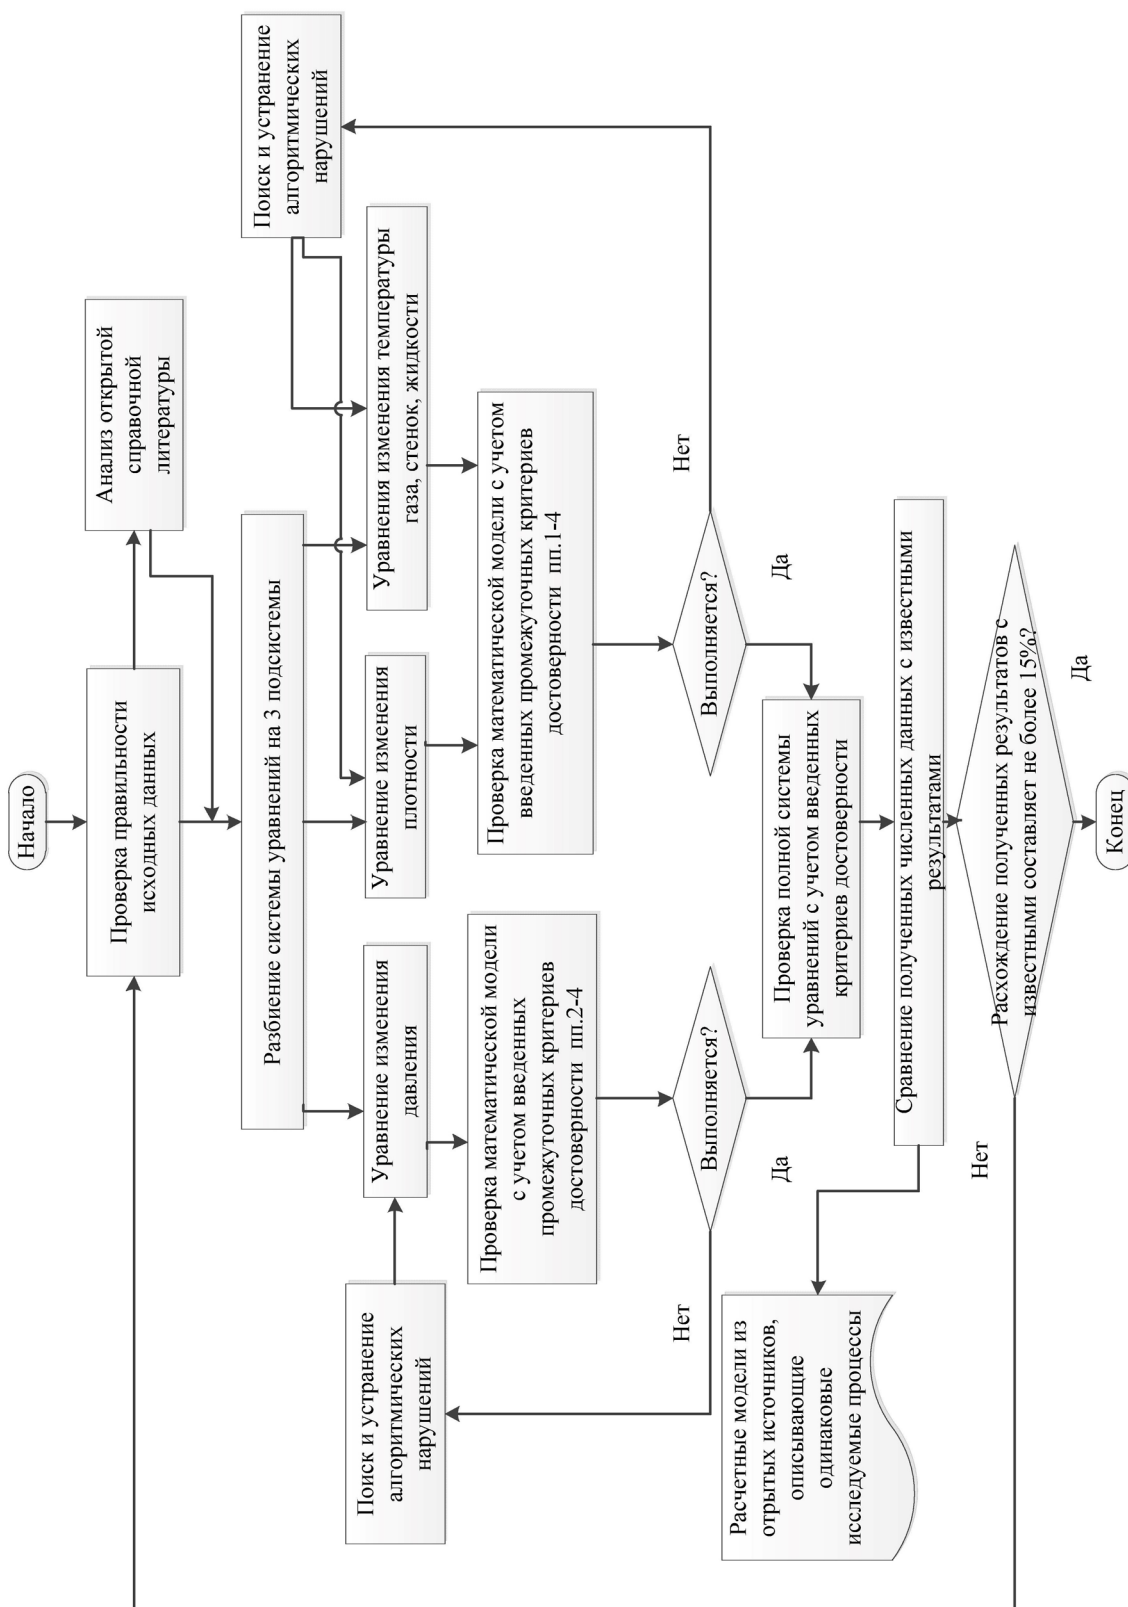 Начало
Проверка правильности
исходных данных
Анализ открытой
справочной
литературы
Разбиение системы уравнений на 3 подсистемы
Поиск и устранение
алгоритмических
нарушений
Поиск и устранение
алгоритмических
нарушений
Уравнение изменения
давления
Уравнение изменения
плотности
Уравнения изменения температуры
газа, стенок, жидкости
Проверка математической модели
с учетом введенных
промежуточных критериев
достоверности пп.2-4
Проверка математической модели с учетом
введенных промежуточных критериев
достоверности пп.1-4
Нет
Выполняется?
Да
Выполняется?
Нет
Да
Проверка полной системы
уравнений с учетом введенных
критериев достоверности
Расчетные модели из
отрытых источников,
описывающие
одинаковые
исследуемые процессы
Сравнение полученных численных данных с известными
результатами
Нет
Расхождение полученных результатов с
известными составляет не более 15%?
Да
Конец